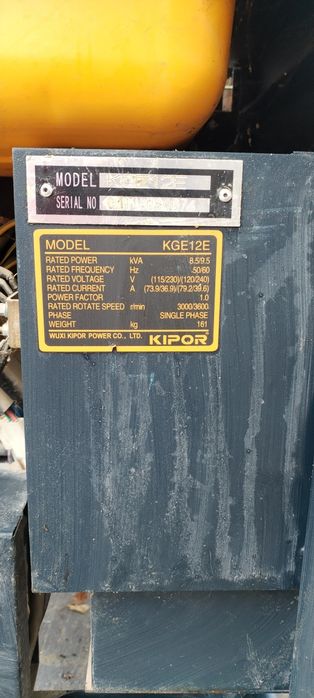 MODEL
SERIAL NO
MODEL KGE12E
RATED POWER kVA 8.5/9.5
RATED FREQUENCY Hz 50/60
RATED VOLTAGE V (115/230)/(120/240)
RATED CURRENT A (73.9/36.9)/(79.2/39.6)
POWER FACTOR 1.0
RATED ROTATE SPEED r/min 3000/3600
PHASE SINGLE PHASE
WEIGHT kg 161
WUXI KIPOR POWER CO., LTD. KIPOR